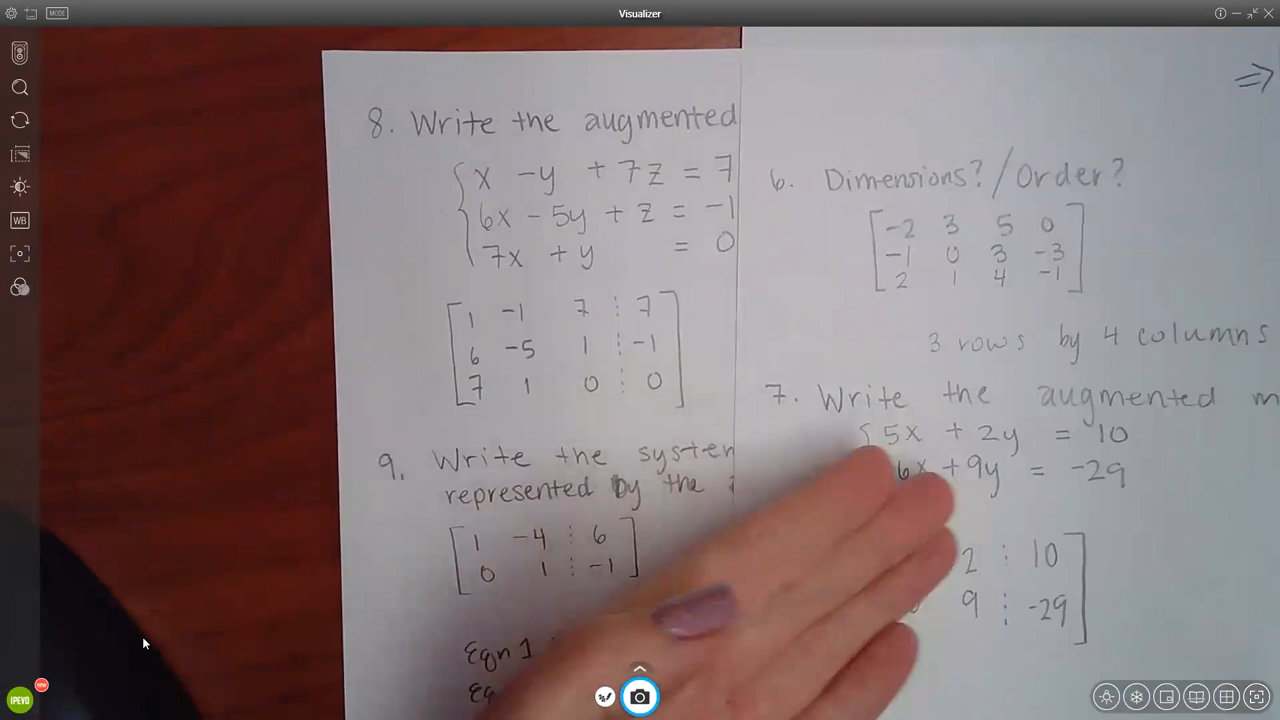 MODE
Visualizer
WB
8. Write the augmented
x - y + 7z = 7
6x - 5y + z = -1
7x + y = 0
1 -1 7 ⋮ 7
6 -5 1 ⋮ -1
7 1 0 ⋮ 0
9. Write the system
represented by the
1 -4 ⋮ 6
0 1 ⋮ -1
Eqn 1
⇒
6. Dimensions?/Order?
-2 3 5 0
-1 0 3 -3
2 1 4 -1
3 rows by 4 columns
7. Write the augmented
5x + 2y = 10
6x + 9y = -29
2 ⋮ 10
9 ⋮ -29
IPEVO
new